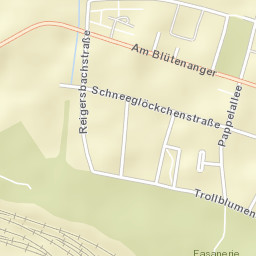 Am Blütenanger
Reigersbachstraße
Schneeglöckchenstraße
Pappelallee
Trollblumen
Fasanerie